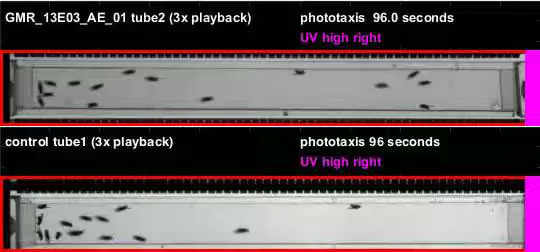 GMR_13E03_AE_01 tube2 (3x playback) phototaxis 96.0 seconds
UV high right
control tube1 (3x playback) phototaxis 96 seconds
UV high right